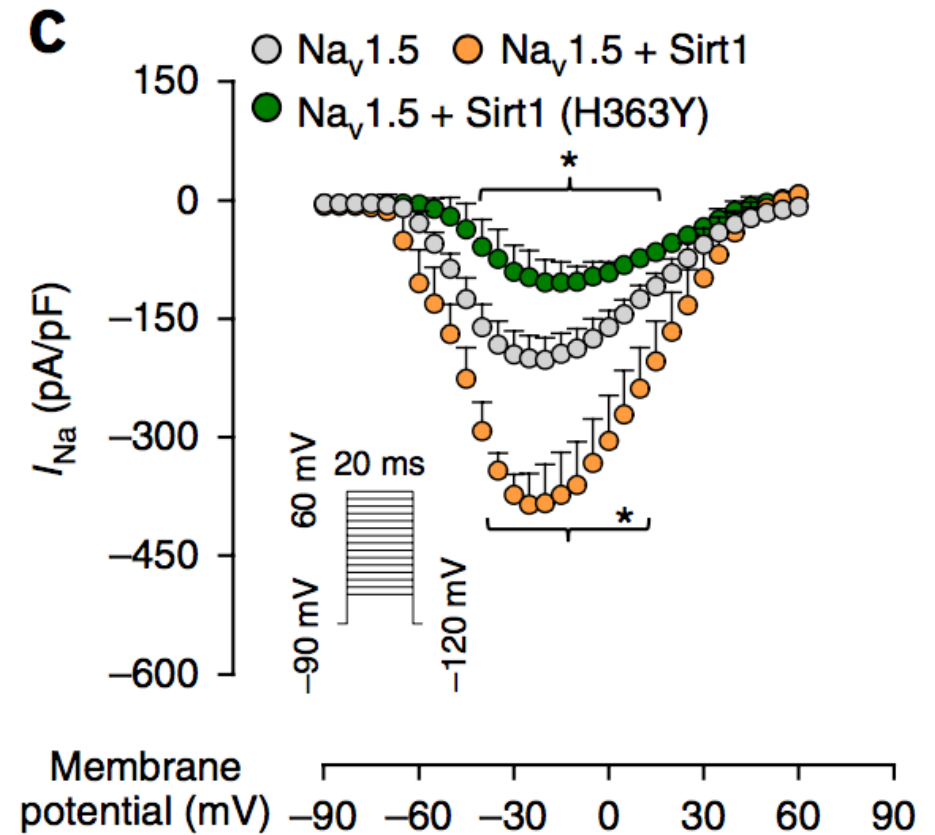 C
Nav1.5 Nav1.5 + Sirt1
Nav1.5 + Sirt1 (H363Y)
150
0
−150
−300
−450
−600
INa (pA/pF)
*
*
20 ms
60 mV
−90 mV
−120 mV
Membrane
potential (mV) −90 −60 −30 0 30 60 90